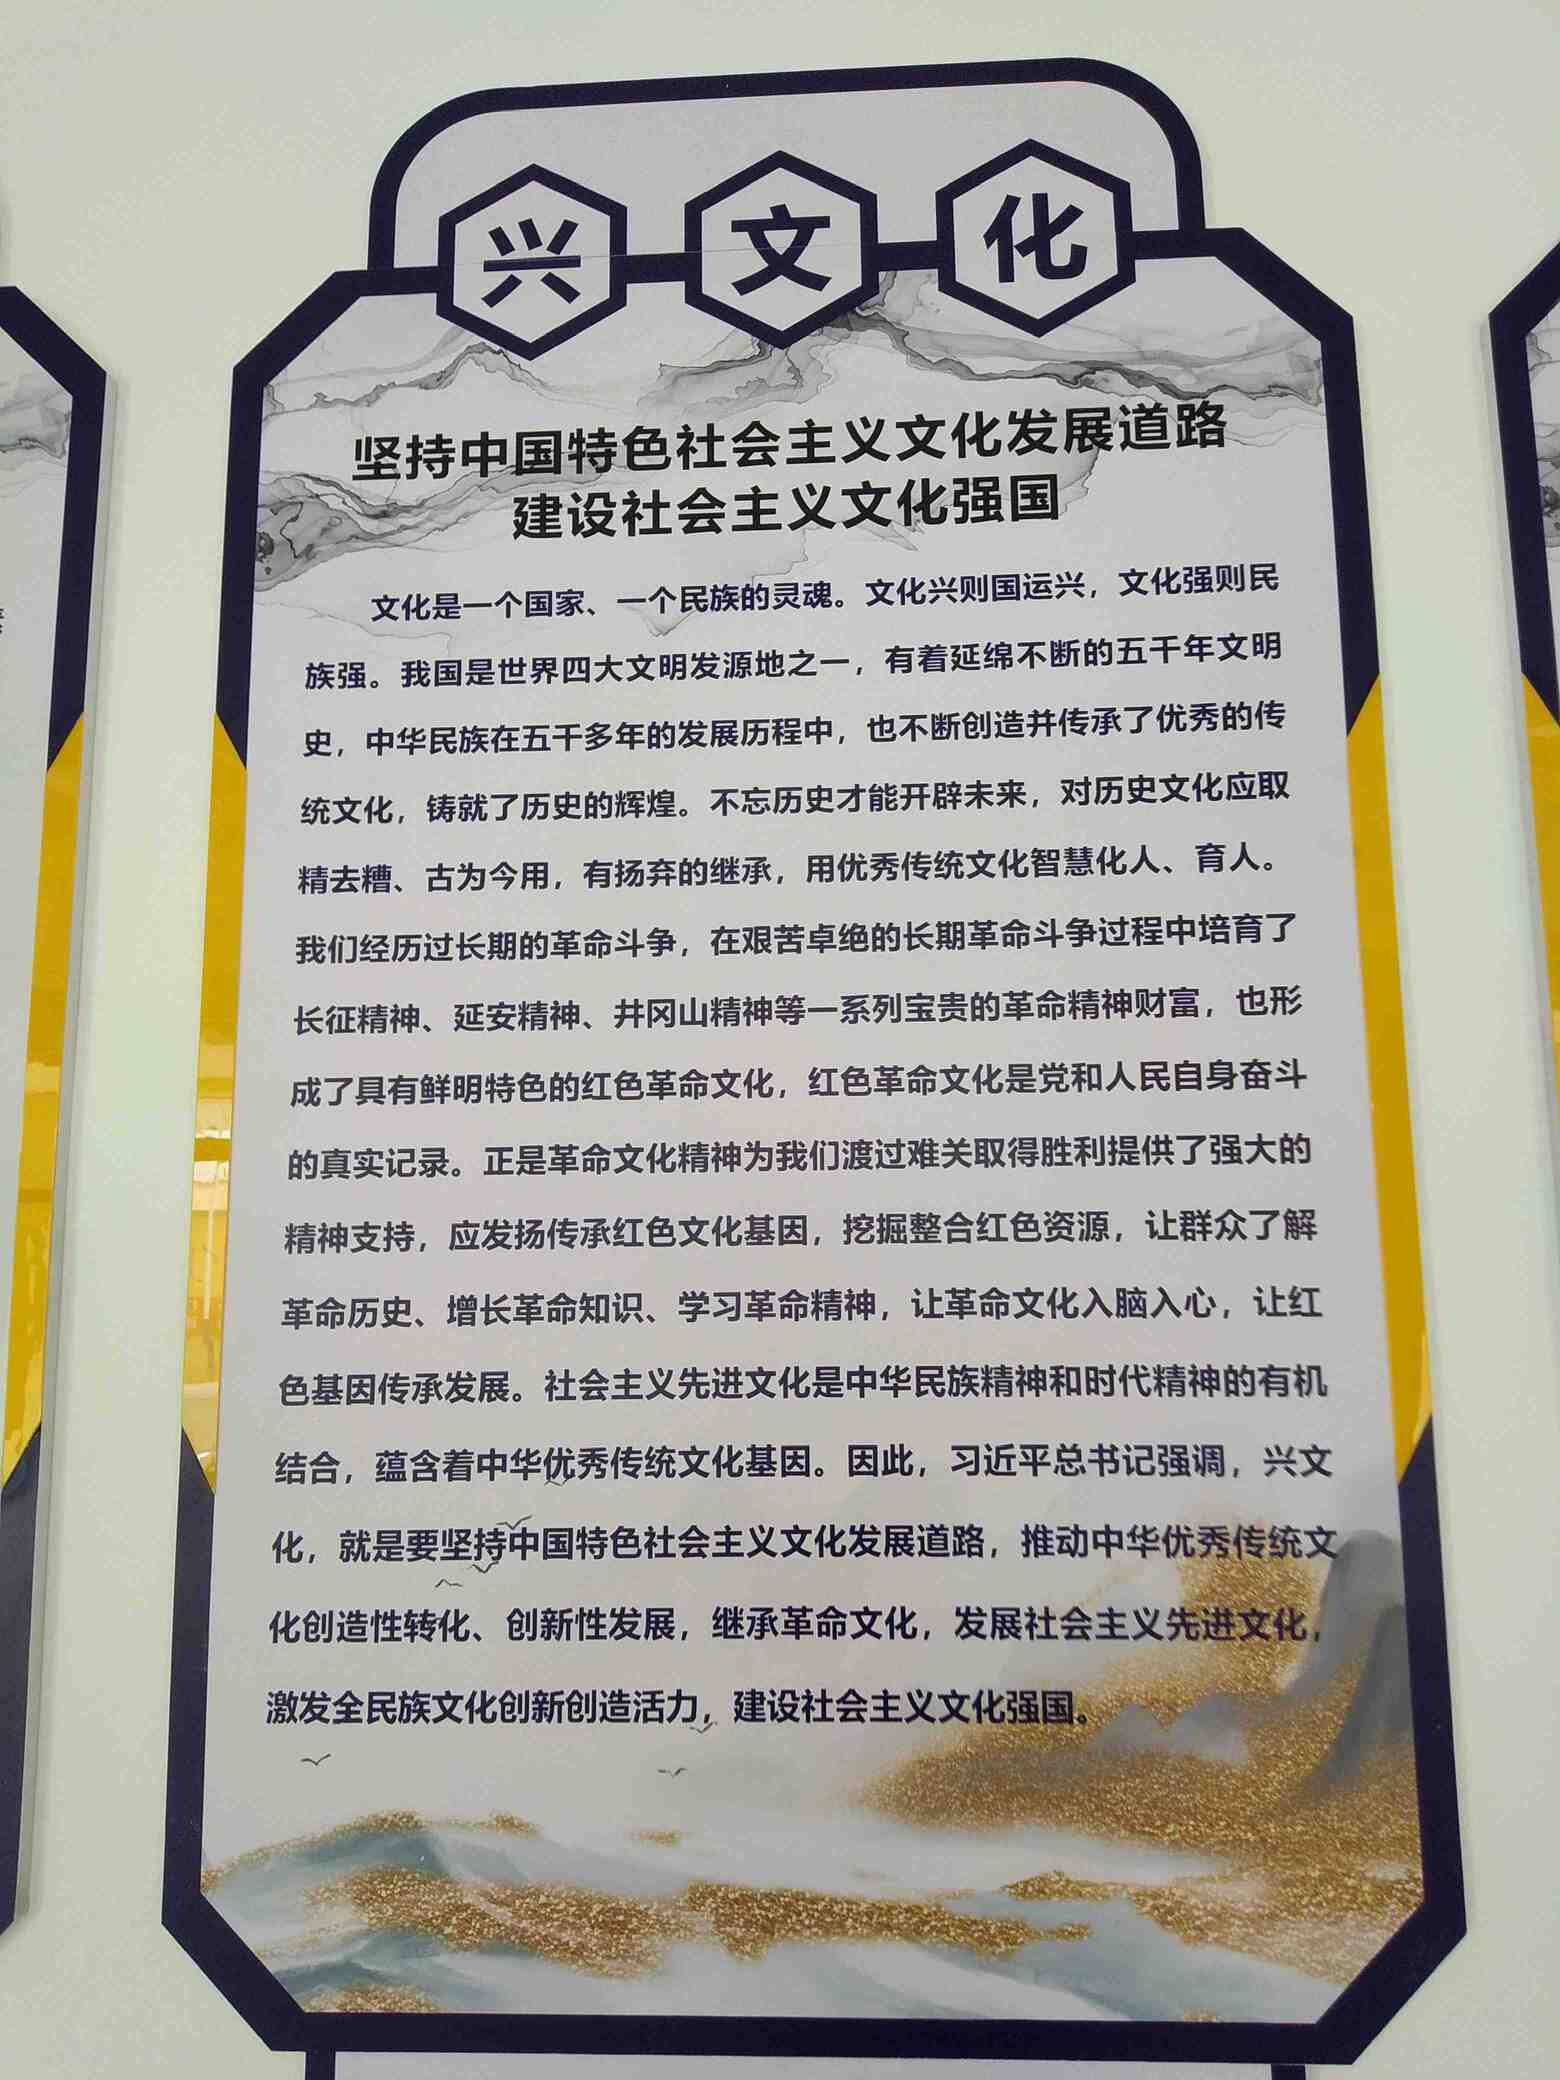 兴文化
坚持中国特色社会主义文化发展道路
建设社会主义文化强国
文化是一个国家、一个民族的灵魂。文化兴则国运兴，文化强则民
族强。我国是世界四大文明发源地之一，有着延绵不断的五千年文明
史，中华民族在五千多年的发展历程中，也不断创造并传承了优秀的传
统文化，铸就了历史的辉煌。不忘历史才能开辟未来，对历史文化应取
精去糟、古为今用，有扬弃的继承，用优秀传统文化智慧化人、育人。
我们经历过长期的革命斗争，在艰苦卓绝的长期革命斗争过程中培育了
长征精神、延安精神、井冈山精神等一系列宝贵的革命精神财富，也形
成了具有鲜明特色的红色革命文化，红色革命文化是党和人民自身奋斗
的真实记录。正是革命文化精神为我们渡过难关取得胜利提供了强大的
精神支持，应发扬传承红色文化基因，挖掘整合红色资源，让群众了解
革命历史、增长革命知识、学习革命精神，让革命文化入脑入心，让红
色基因传承发展。社会主义先进文化是中华民族精神和时代精神的有机
结合，蕴含着中华优秀传统文化基因。因此，习近平总书记强调，兴文
化，就是要坚持中国特色社会主义文化发展道路，推动中华优秀传统文
化创造性转化、创新性发展，继承革命文化，发展社会主义先进文化，
激发全民族文化创新创造活力，建设社会主义文化强国。